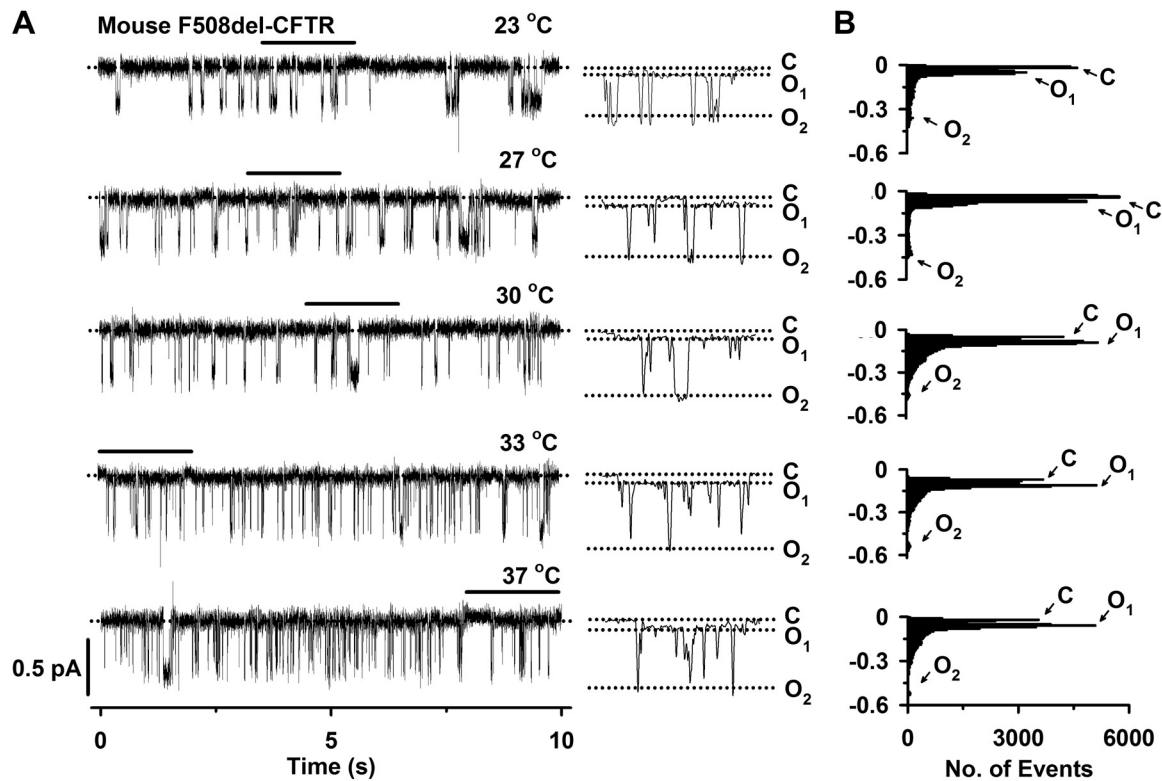 A
B
Mouse F508del-CFTR
23 °C
C
O1
O2
0
-0.3
-0.6
C
O1
O2
27 °C
C
O1
O2
0
-0.3
-0.6
C
O1
O2
30 °C
C
O1
O2
0
-0.3
-0.6
C
O1
O2
33 °C
C
O1
O2
0
-0.3
-0.6
C
O1
O2
37 °C
0.5 pA
C
O1
O2
0
-0.3
-0.6
C
O1
O2
0 5 10
Time (s)
0 3000 6000
No. of Events